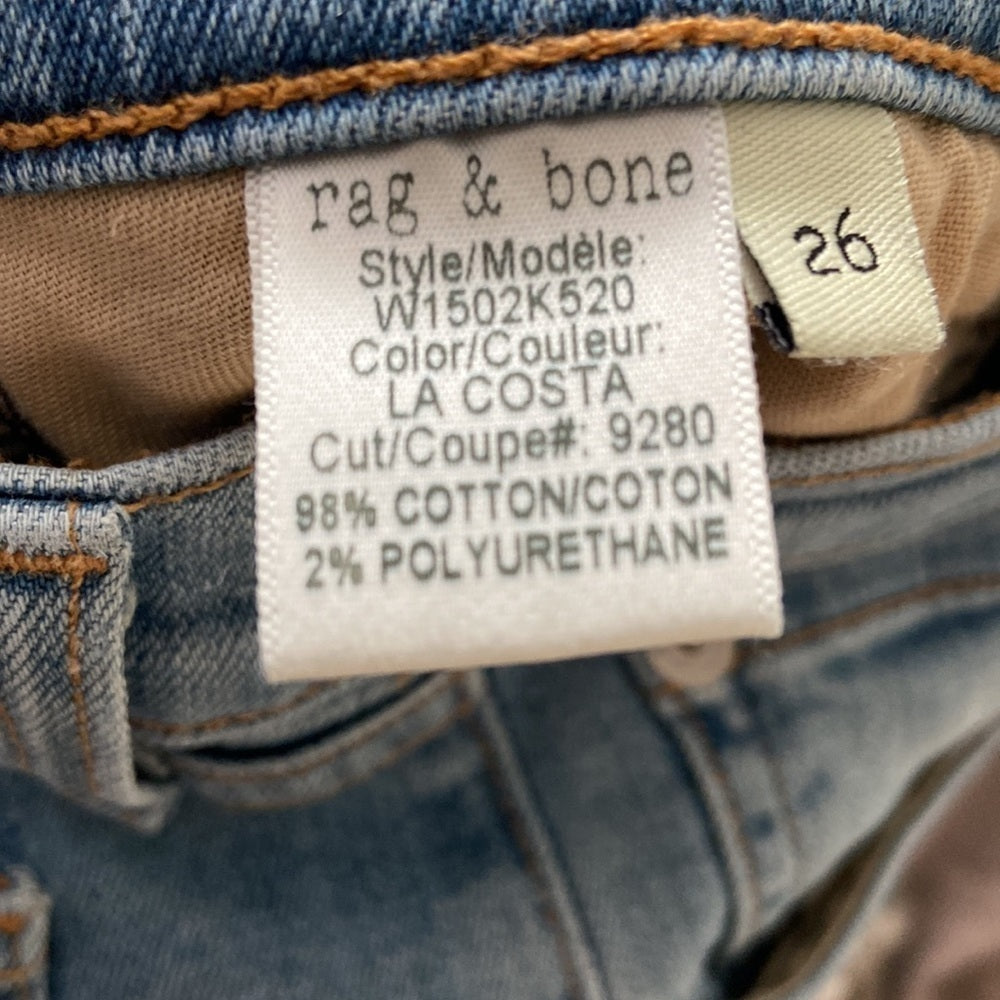 rag & bone
Style/Modèle:
W1502K520
Color/Couleur:
LA COSTA
Cut/Coupe#: 9280
98% COTTON/COTON
2% POLYURETHANE
26